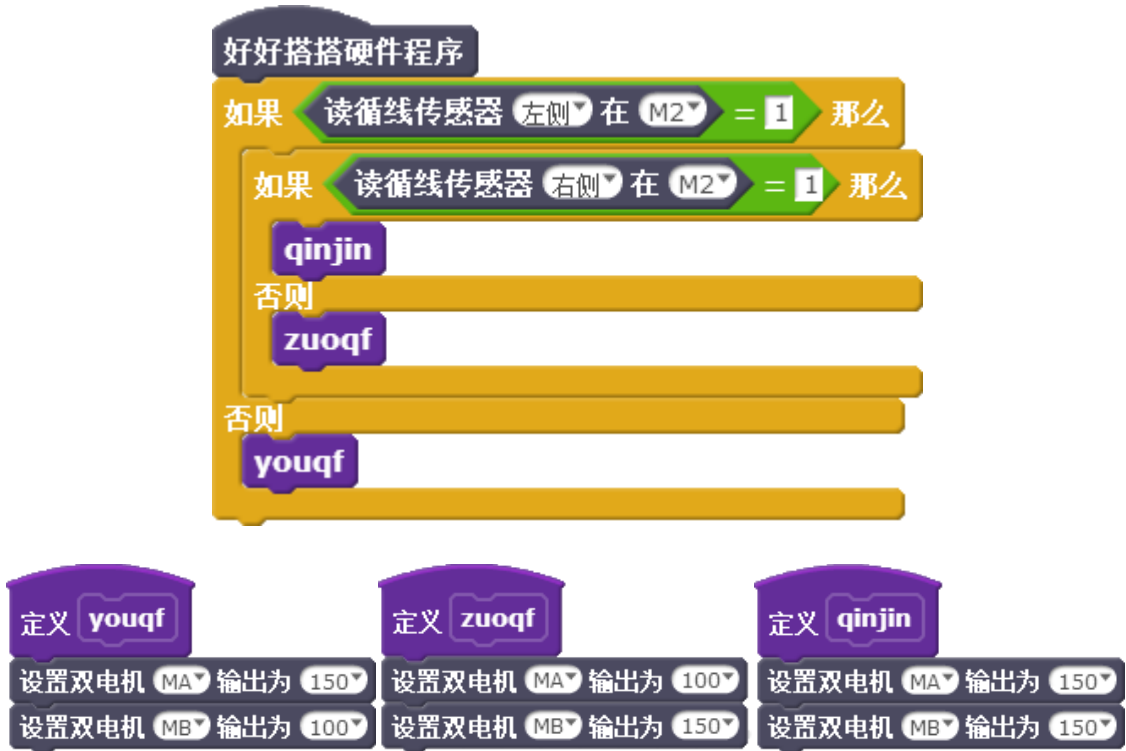 好好搭搭硬件程序
如果 读循线传感器 左侧 在 M2 = 1 那么
如果 读循线传感器 右侧 在 M2 = 1 那么
qinjin
否则
zuoqf
否则
youqf
定义 youqf
设置双电机 MA 输出为 150
设置双电机 MB 输出为 100
定义 zuoqf
设置双电机 MA 输出为 100
设置双电机 MB 输出为 150
定义 qinjin
设置双电机 MA 输出为 150
设置双电机 MB 输出为 150